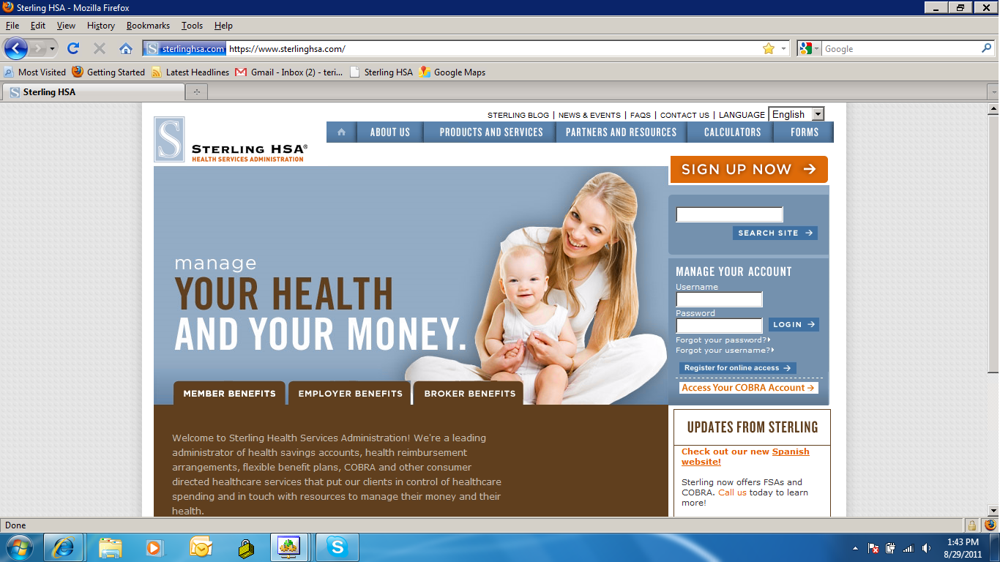 Sterling HSA - Mozilla Firefox
File Edit View History Bookmarks Tools Help
sterlinghsa.com https://www.sterlinghsa.com/
Google
Most Visited Getting Started Latest Headlines Gmail - Inbox (2) - teri... Sterling HSA Google Maps
Sterling HSA
STERLING BLOG | NEWS & EVENTS | FAQS | CONTACT US | LANGUAGE English
ABOUT US PRODUCTS AND SERVICES PARTNERS AND RESOURCES CALCULATORS FORMS
S
STERLING HSA®
HEALTH SERVICES ADMINISTRATION
SIGN UP NOW →
SEARCH SITE →
manage
YOUR HEALTH
AND YOUR MONEY.
MANAGE YOUR ACCOUNT
Username
Password
LOGIN →
Forgot your password?
Forgot your username?
Register for online access →
Access Your COBRA Account →
MEMBER BENEFITS EMPLOYER BENEFITS BROKER BENEFITS
Welcome to Sterling Health Services Administration! We're a leading
administrator of health savings accounts, health reimbursement
arrangements, flexible benefit plans, COBRA and other consumer
directed healthcare services that put our clients in control of healthcare
spending and in touch with resources to manage their money and their
health.
UPDATES FROM STERLING
Check out our new Spanish
website!
Sterling now offers FSAs and
COBRA. Call us today to learn
more!
Done
1:43 PM
8/29/2011